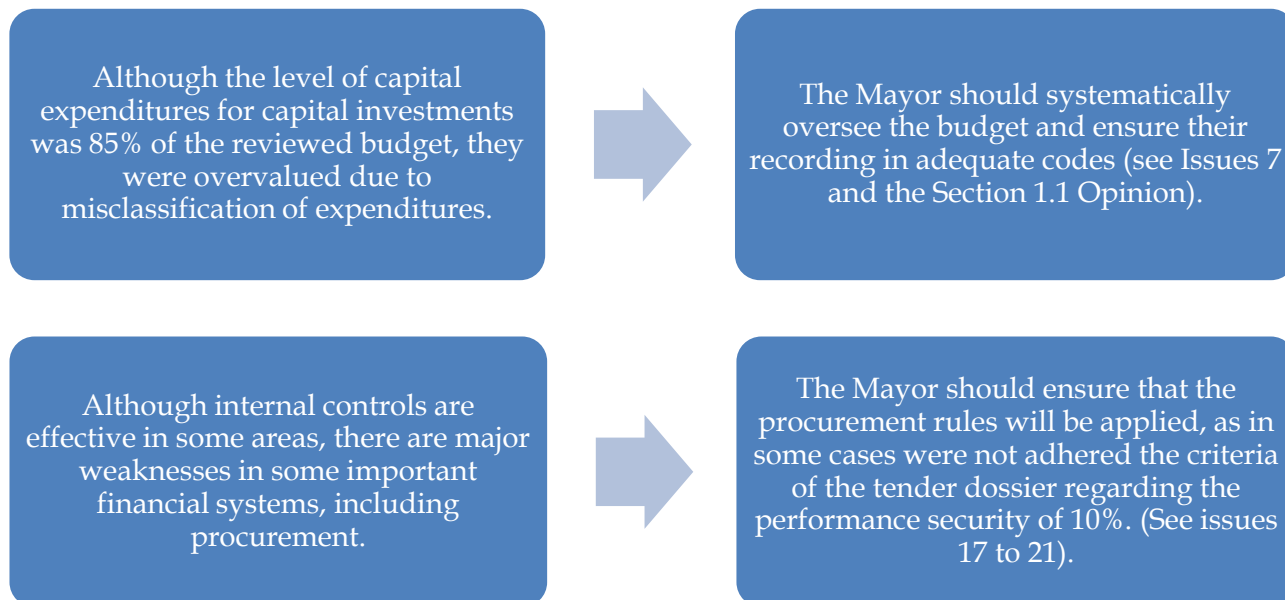 Although the level of capital
expenditures for capital investments
was 85% of the reviewed budget, they
were overvalued due to
misclassification of expenditures.
The Mayor should systematically
oversee the budget and ensure their
recording in adequate codes (see Issues 7
and the Section 1.1 Opinion).
Although internal controls are
effective in some areas, there are major
weaknesses in some important
financial systems, including
procurement.
The Mayor should ensure that the
procurement rules will be applied, as in
some cases were not adhered the criteria
of the tender dossier regarding the
performance security of 10%. (See issues
17 to 21).